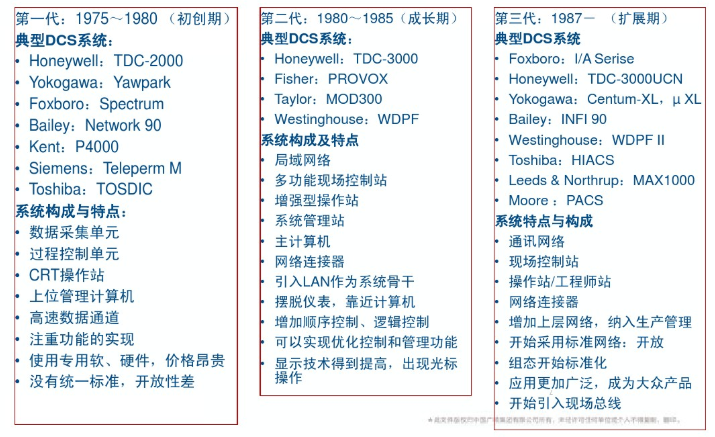 第一代：1975～1980 （初创期）
典型DCS系统：
• Honeywell：TDC-2000
• Yokogawa：Yawpark
• Foxboro：Spectrum
• Bailey：Network 90
• Kent：P4000
• Siemens：Teleperm M
• Toshiba：TOSDIC
系统构成与特点：
• 数据采集单元
• 过程控制单元
• CRT操作站
• 上位管理计算机
• 高速数据通道
• 注重功能的实现
• 使用专用软、硬件，价格昂贵
• 没有统一标准，开放性差
第二代：1980～1985（成长期）
典型DCS系统：
• Honeywell：TDC-3000
• Fisher：PROVOX
• Taylor：MOD300
• Westinghouse：WDPF
系统构成及特点
• 局域网络
• 多功能现场控制站
• 增强型操作站
• 系统管理站
• 主计算机
• 网络连接器
• 引入LAN作为系统骨干
• 摆脱仪表，靠近计算机
• 增加顺序控制、逻辑控制
• 可以实现优化控制和管理功能
• 显示技术得到提高，出现光标
操作
第三代：1987－ （扩展期）
典型DCS系统
• Foxboro：I/A Serise
• Honeywell：TDC-3000UCN
• Yokogawa：Centum-XL，μ XL
• Bailey：INFI 90
• Westinghouse：WDPF II
• Toshiba：HIACS
• Leeds & Northrup：MAX1000
• Moore ：PACS
系统特点与构成
• 通讯网络
• 现场控制站
• 操作站/工程师站
• 网络连接器
• 增加上层网络，纳入生产管理
• 开始采用标准网络：开放
• 组态开始标准化
• 应用更加广泛，成为大众产品
• 开始引入现场总线